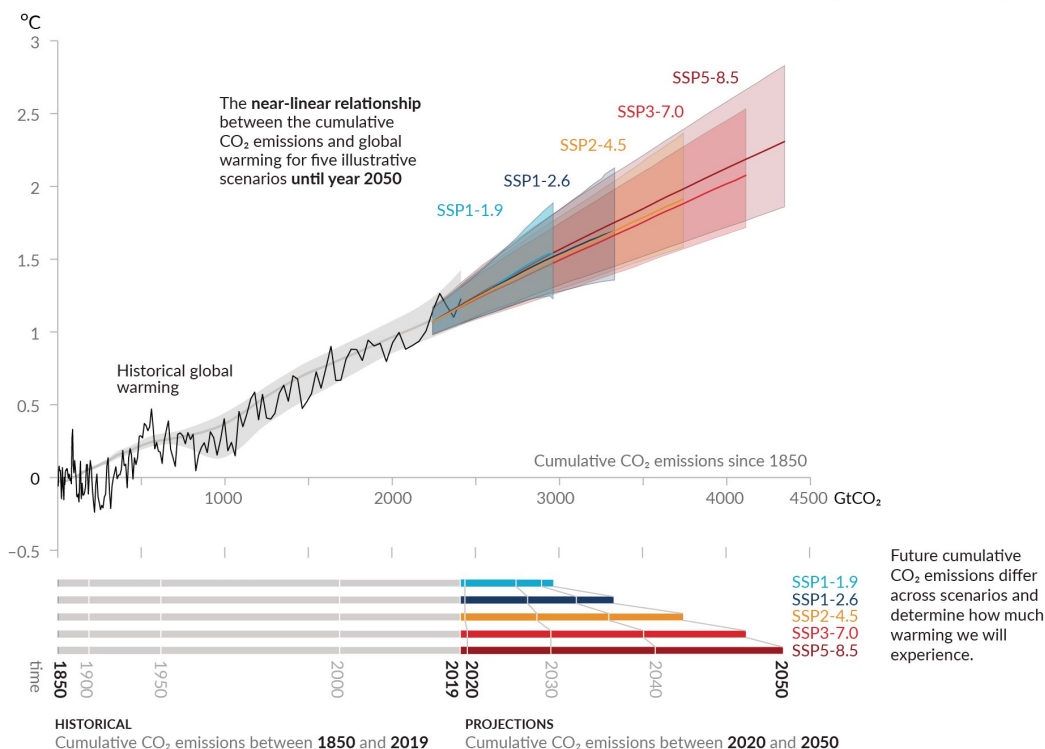 °C
3
2.5
2
1.5
1
0.5
0
−0.5
The near-linear relationship
between the cumulative
CO₂ emissions and global
warming for five illustrative
scenarios until year 2050
SSP5-8.5
SSP3-7.0
SSP2-4.5
SSP1-2.6
SSP1-1.9
Historical global
warming
Cumulative CO₂ emissions since 1850
1000
2000
3000
4000
4500 GtCO₂
SSP1-1.9
SSP1-2.6
SSP2-4.5
SSP3-7.0
SSP5-8.5
Future cumulative
CO₂ emissions differ
across scenarios and
determine how much
warming we will
experience.
time
1850
1900
1950
2000
2019
2020
2030
2040
2050
HISTORICAL
Cumulative CO₂ emissions between 1850 and 2019
PROJECTIONS
Cumulative CO₂ emissions between 2020 and 2050